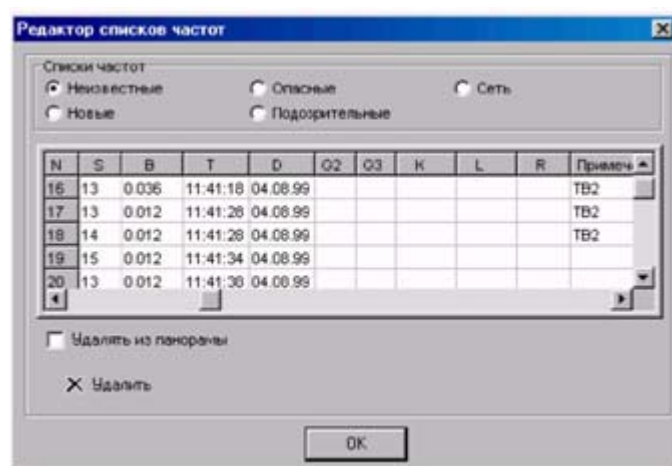 Редактор списков частот
Списки частот
Неизвестные Опасные Сеть
Новые Подозрительные
N S B T D G2 G3 K L R Примеч
16 13 0.036 11:41:18 04.08.99 ТВ2
17 13 0.012 11:41:28 04.08.99 ТВ2
18 14 0.012 11:41:28 04.08.99 ТВ2
19 15 0.012 11:41:34 04.08.99
20 13 0.012 11:41:38 04.08.99
Удалять из панорамы
Удалить
OK